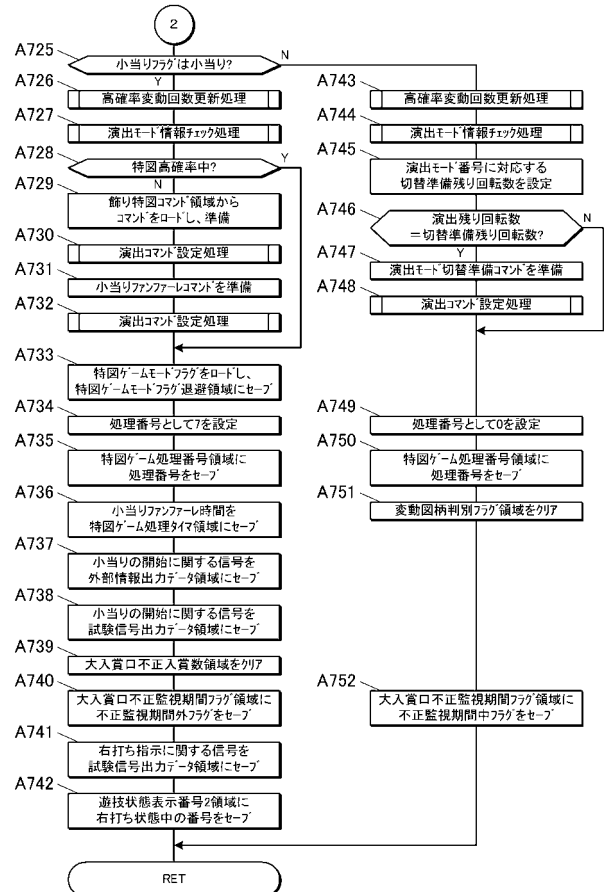 2
A725
小当りフラグは小当り?
N
Y
A726
高確率変動回数更新処理
A727
演出モード情報チェック処理
A728
特図高確率中?
Y
N
A729
飾り特図コマンド領域から
コマンドをロードし、準備
A730
演出コマンド設定処理
A731
小当りファンファーレコマンドを準備
A732
演出コマンド設定処理
A733
特図ゲームモードフラグをロードし、
特図ゲームモードフラグ退避領域にセーブ
A734
処理番号として7を設定
A735
特図ゲーム処理番号領域に
処理番号をセーブ
A736
小当りファンファーレ時間を
特図ゲーム処理タイマ領域にセーブ
A737
小当りの開始に関する信号を
外部情報出力データ領域にセーブ
A738
小当りの開始に関する信号を
試験信号出力データ領域にセーブ
A739
大入賞口不正入賞数領域をクリア
A740
大入賞口不正監視期間フラグ領域に
不正監視期間外フラグをセーブ
A741
右打ち指示に関する信号を
試験信号出力データ領域にセーブ
A742
遊技状態表示番号2領域に
右打ち状態中の番号をセーブ
RET
A743
高確率変動回数更新処理
A744
演出モード情報チェック処理
A745
演出モード番号に対応する
切替準備残り回転数を設定
A746
演出残り回転数
=切替準備残り回転数?
N
Y
A747
演出モード切替準備コマンドを準備
A748
演出コマンド設定処理
A749
処理番号として0を設定
A750
特図ゲーム処理番号領域に
処理番号をセーブ
A751
変動図柄判別フラグ領域をクリア
A752
大入賞口不正監視期間フラグ領域に
不正監視期間中フラグをセーブ